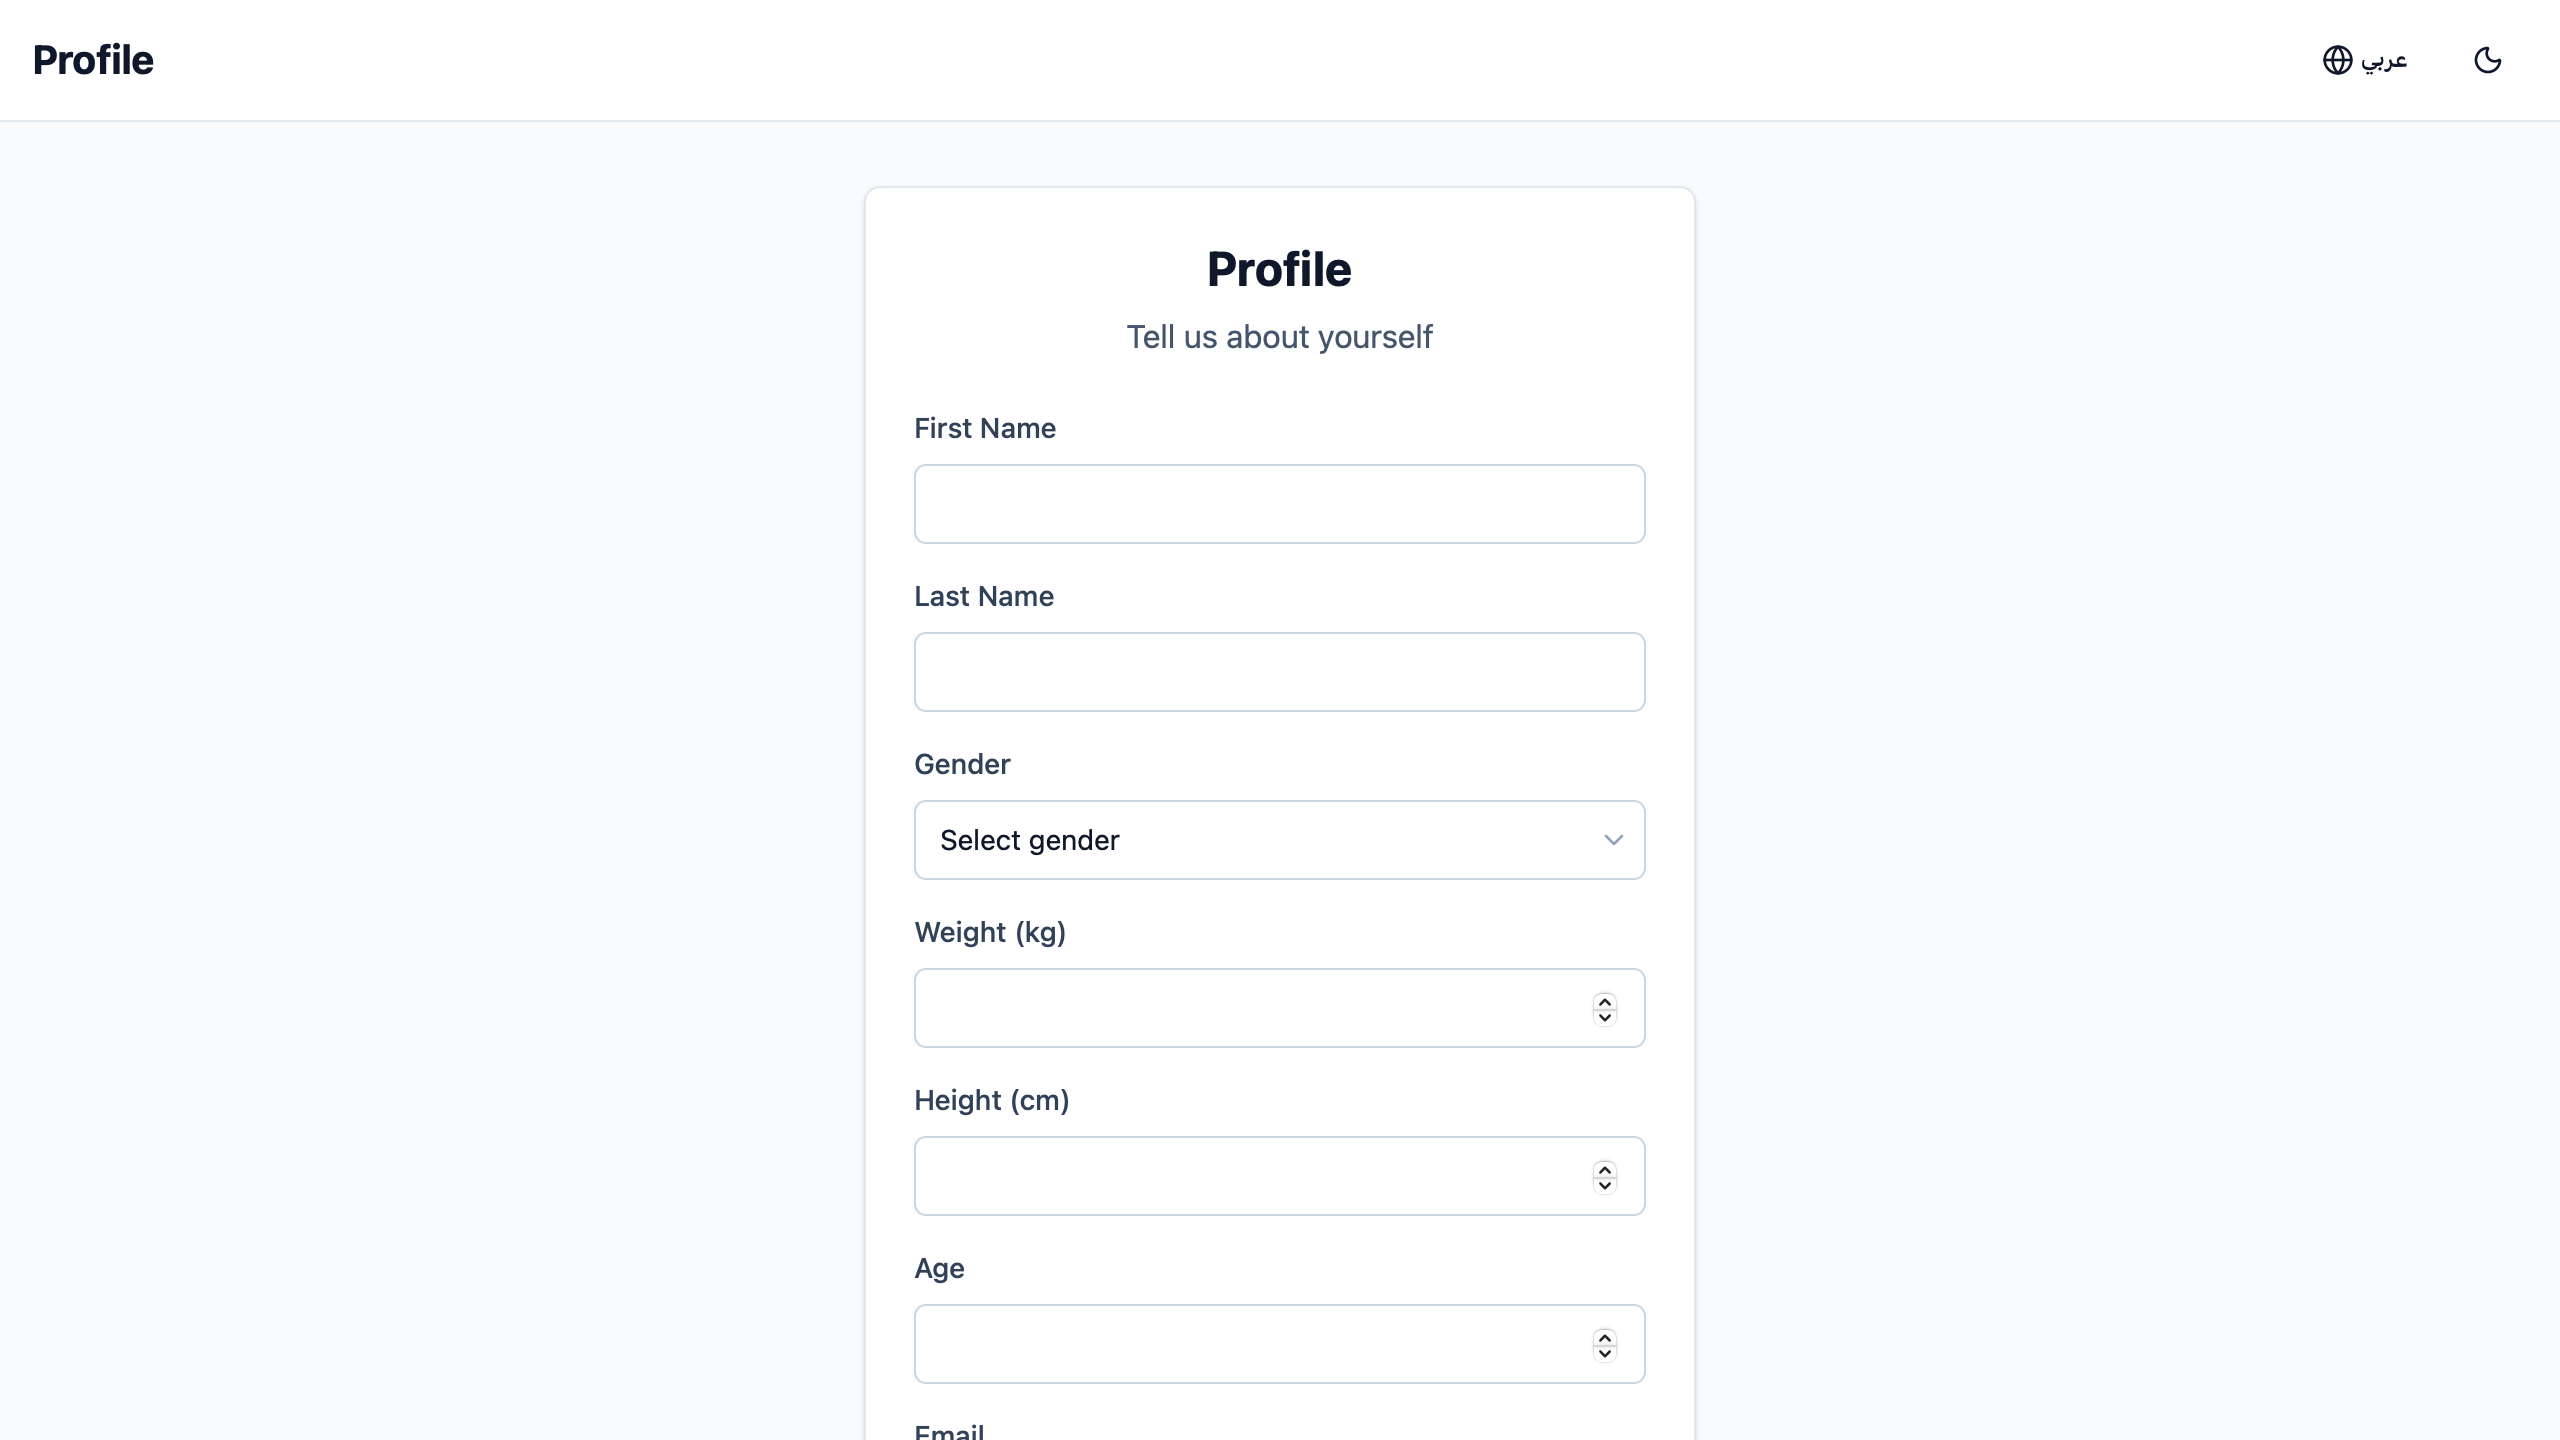 Profile
عربي
Profile
Tell us about yourself
First Name
Last Name
Gender
Select gender
Weight (kg)
Height (cm)
Age
Email